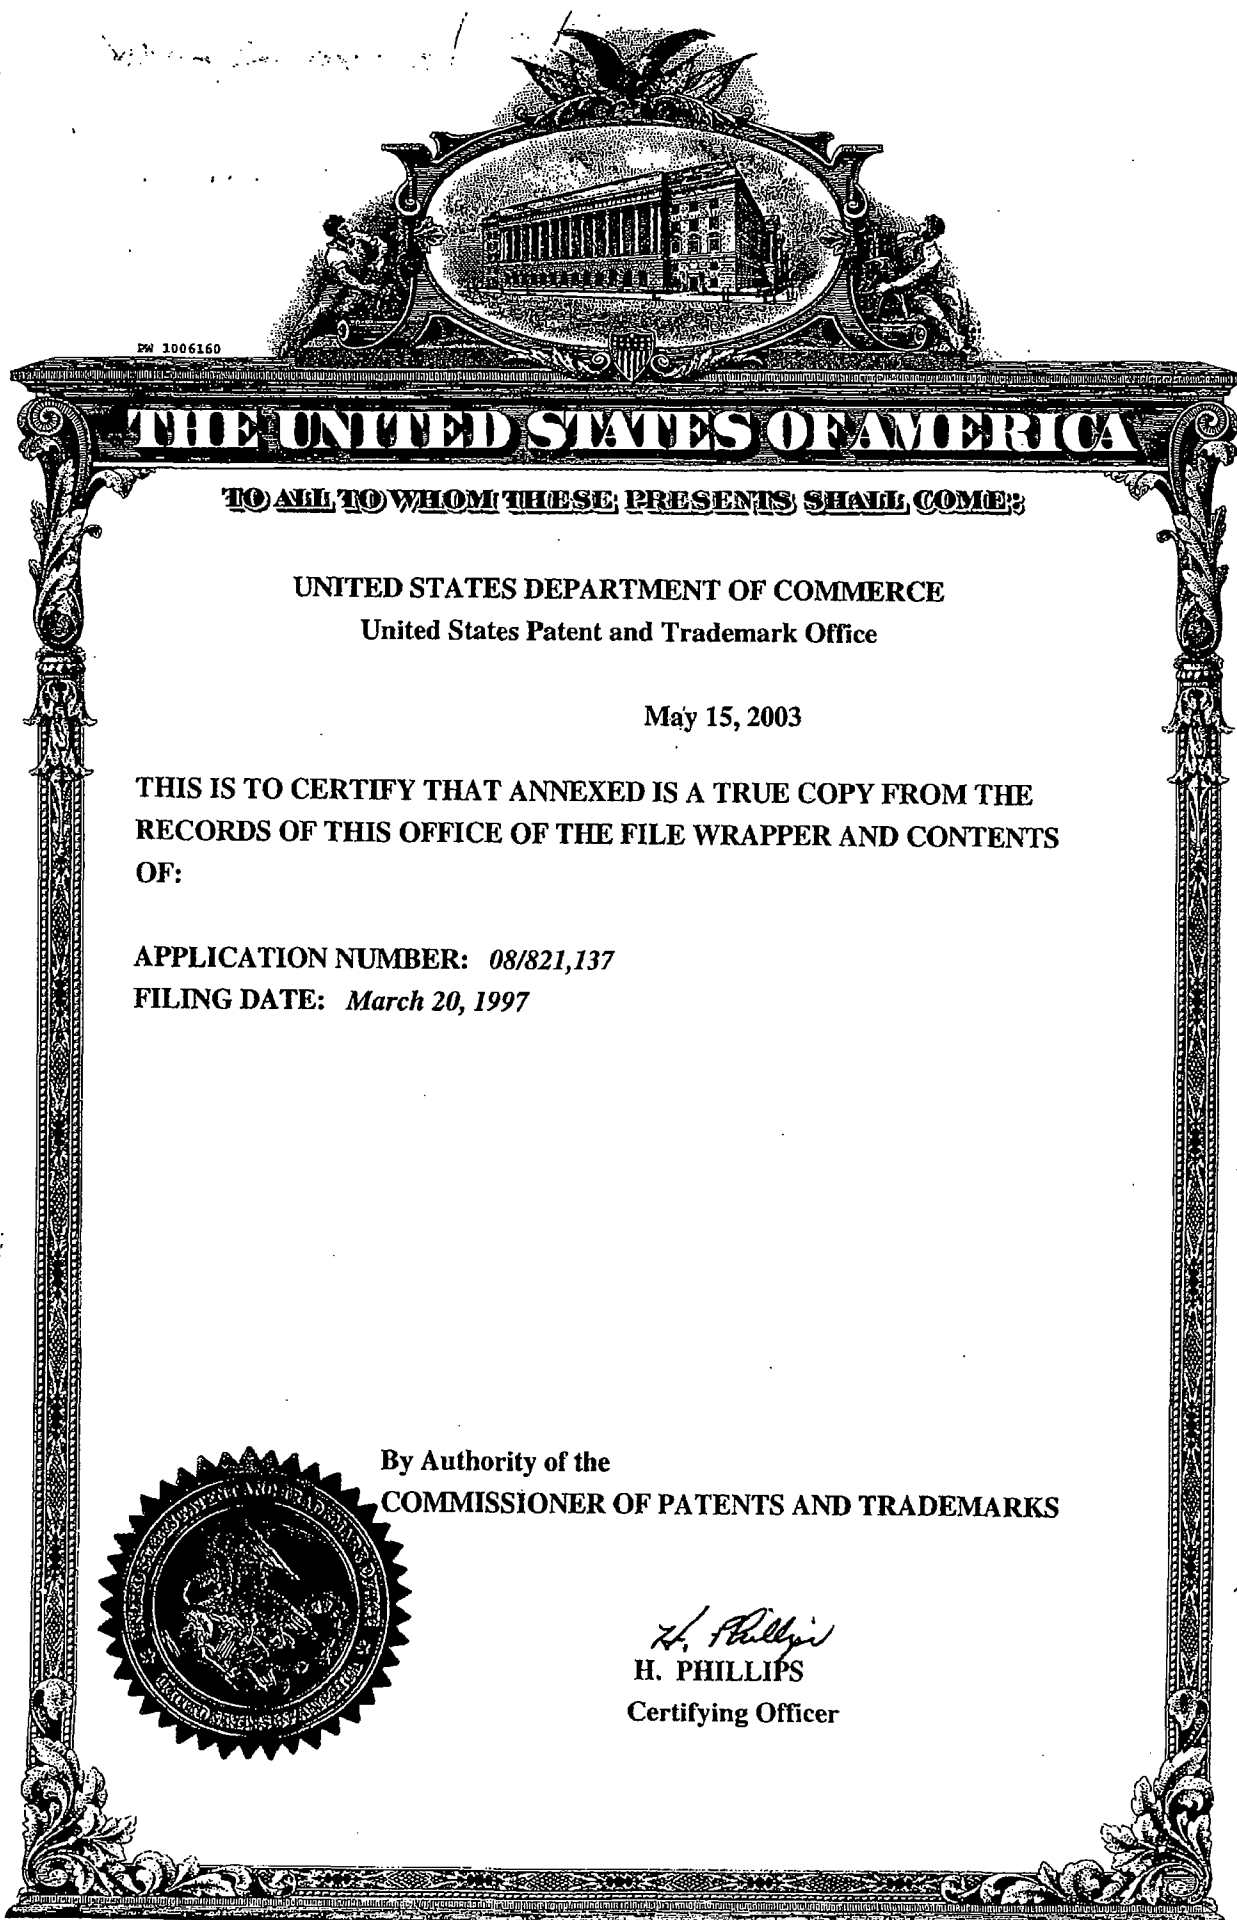 PW 1006160
THE UNITED STATES OF AMERICA
TO ALL TO WHOM THESE PRESENTS SHALL COME:
UNITED STATES DEPARTMENT OF COMMERCE
United States Patent and Trademark Office
May 15, 2003
THIS IS TO CERTIFY THAT ANNEXED IS A TRUE COPY FROM THE
RECORDS OF THIS OFFICE OF THE FILE WRAPPER AND CONTENTS
OF:
APPLICATION NUMBER: 08/821,137
FILING DATE: March 20, 1997
By Authority of the
COMMISSIONER OF PATENTS AND TRADEMARKS
H. Phillips
H. PHILLIPS
Certifying Officer